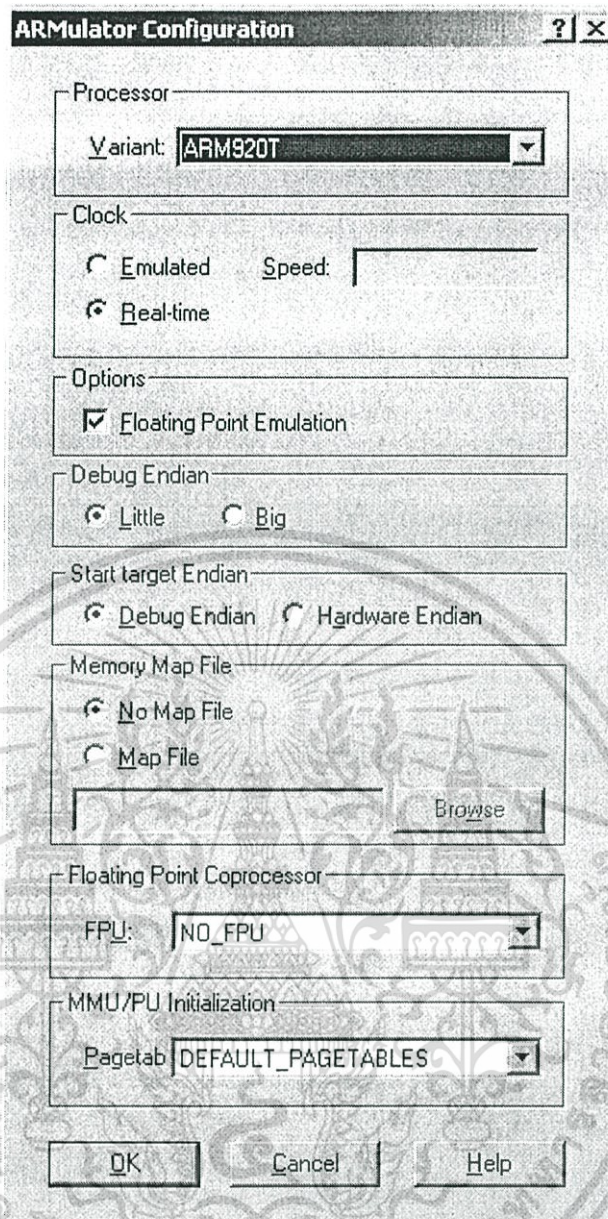 ARMulator Configuration
Processor
Variant: ARM920T
Clock
Emulated Speed:
Real-time
Options
Floating Point Emulation
Debug Endian
Little Big
Start target Endian
Debug Endian Hardware Endian
Memory Map File
No Map File
Map File
Browse
Floating Point Coprocessor
FPU: NO_FPU
MMU/PU Initialization
Pagetab DEFAULT_PAGETABLES
OK Cancel Help